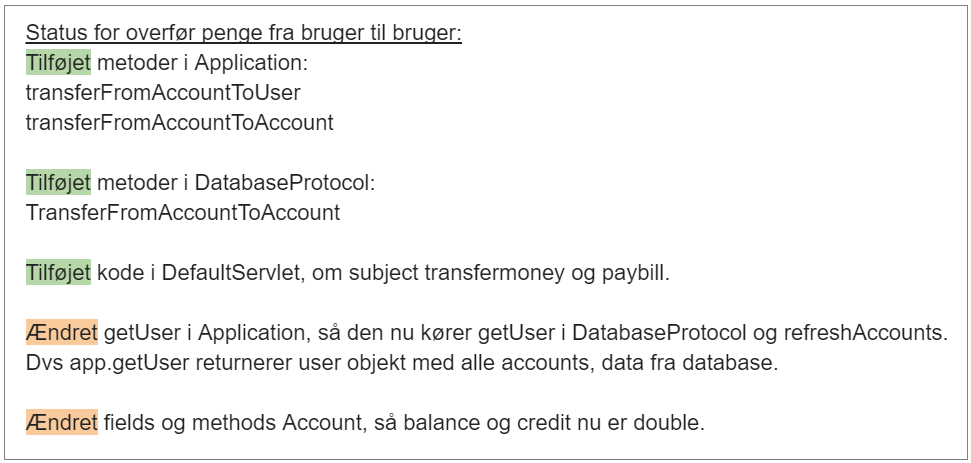 Status for overfør penge fra bruger til bruger:
Tilføjet metoder i Application:
transferFromAccountToUser
transferFromAccountToAccount
Tilføjet metoder i DatabaseProtocol:
TransferFromAccountToAccount
Tilføjet kode i DefaultServlet, om subject transfermoney og paybill.
Ændret getUser i Application, så den nu kører getUser i DatabaseProtocol og refreshAccounts.
Dvs app.getUser returnerer user objekt med alle accounts, data fra database.
Ændret fields og methods Account, så balance og credit nu er double.